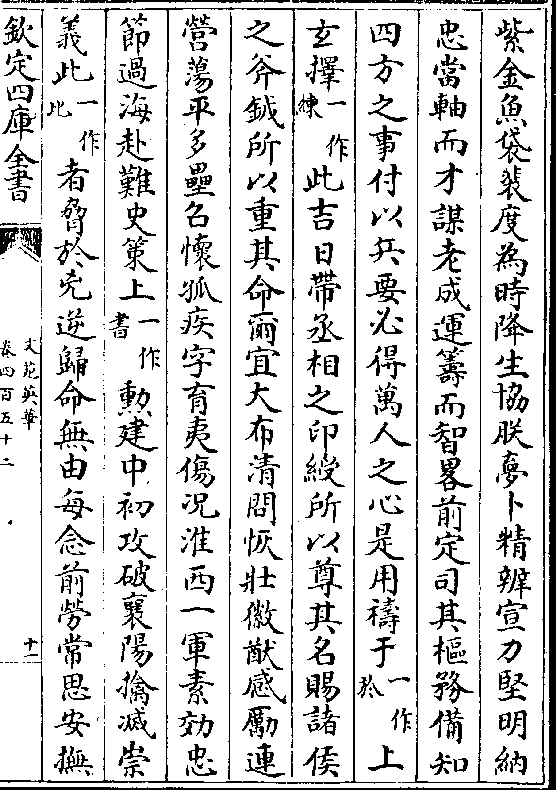 紫金魚袋裴度為時降生協朕夢卜精辨宣力堅明納
忠當軸而才謀老成運籌而智畧前定司其樞務備知
四方之事付以兵要必得萬人之心是用禱于一作於上
玄擇一作揀此吉日帶丞相之印綬所以尊其名賜諸侯
之斧鉞所以重其命爾宜大布清問恢壯徽猷感勵連
營蕩平多壘召懷孤疾字育夷傷况淮西一軍素効忠
節過海赴難史策上一作書勲建中初攻破襄陽擒滅崇
義此一作比者脅於兇逆歸命無由每念前勞常思安撫
欽定四庫全書
文苑英華
卷四百五十二
十一